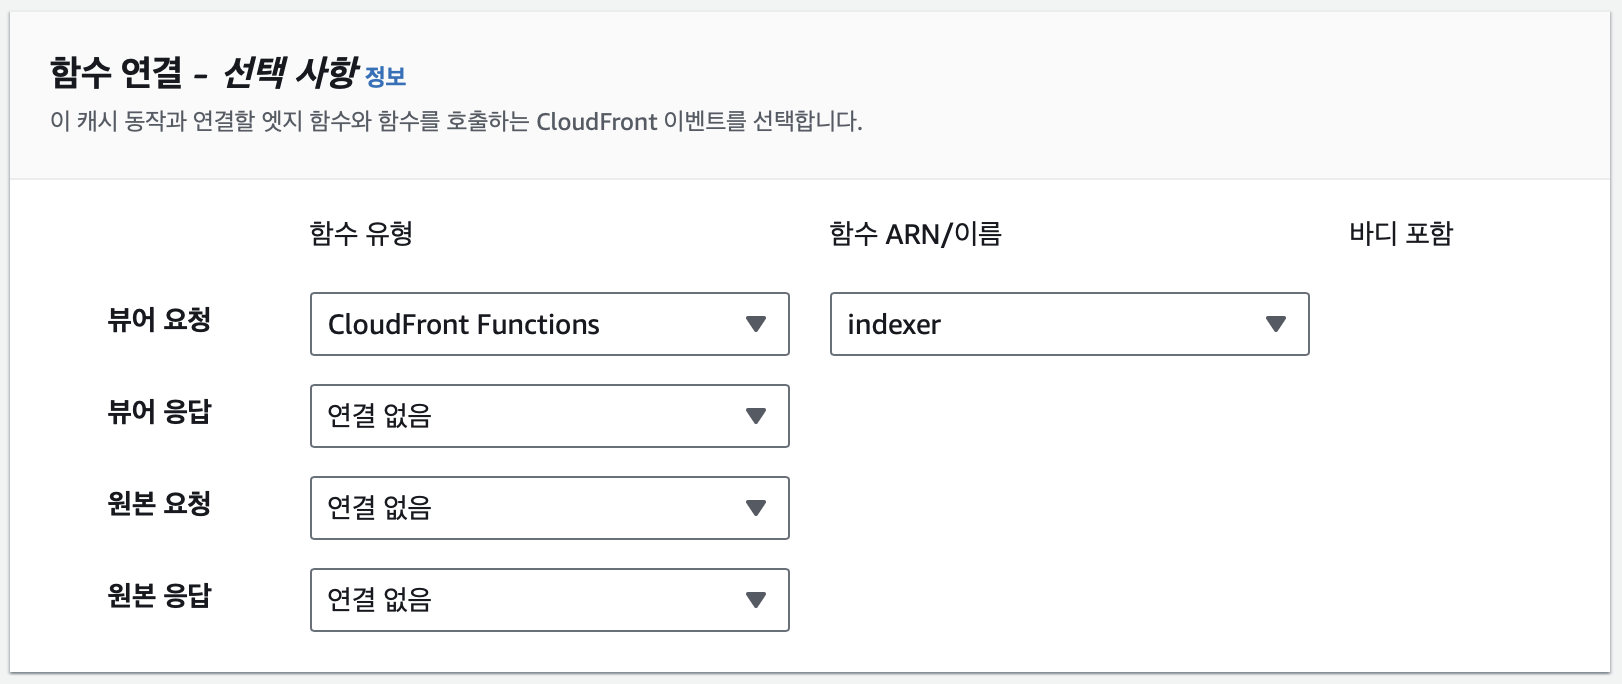 함수 연결 - 선택 사항 정보
이 캐시 동작과 연결할 엣지 함수와 함수를 호출하는 CloudFront 이벤트를 선택합니다.
함수 유형 함수 ARN/이름 바디 포함
뷰어 요청 CloudFront Functions indexer
뷰어 응답 연결 없음
원본 요청 연결 없음
원본 응답 연결 없음